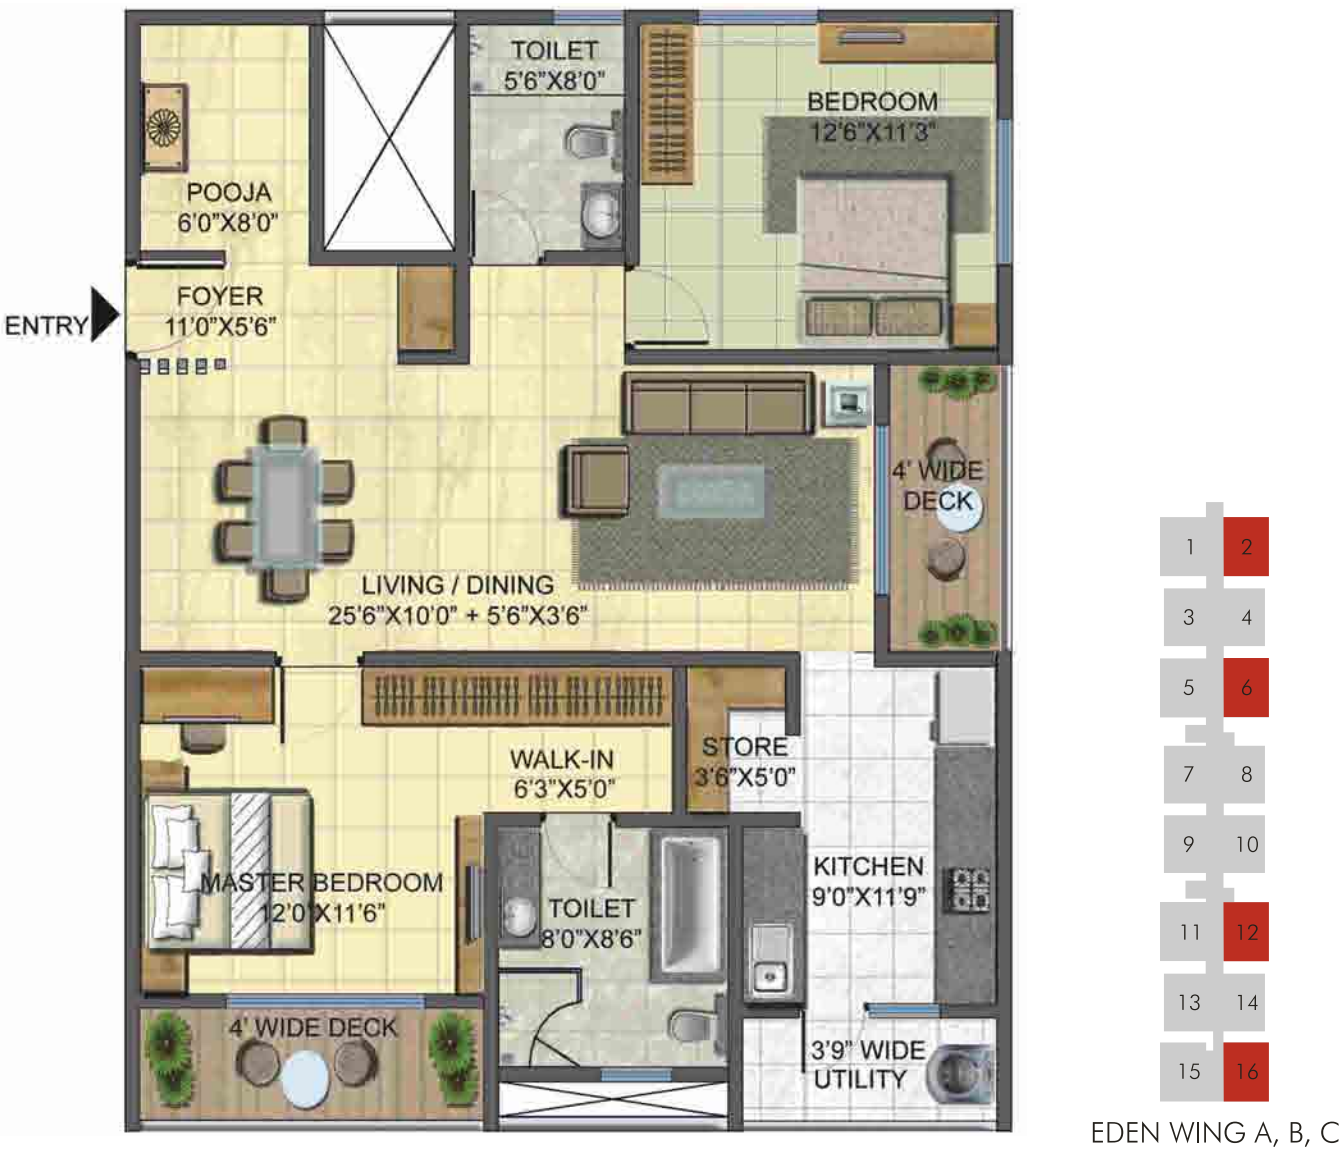 TOILET
5'6"X8'0"
BEDROOM
12'6"X11'3"
POOJA
6'0"X8'0"
FOYER
11'0"X5'6"
ENTRY
4' WIDE
DECK
LIVING / DINING
25'6"X10'0" + 5'6"X3'6"
WALK-IN
6'3"X5'0"
STORE
3'6"X5'0"
MASTER BEDROOM
12'0"X11'6"
TOILET
8'0"X8'6"
KITCHEN
9'0"X11'9"
4' WIDE DECK
3'9" WIDE
UTILITY
1 2
3 4
5 6
7 8
9 10
11 12
13 14
15 16
EDEN WING A, B, C